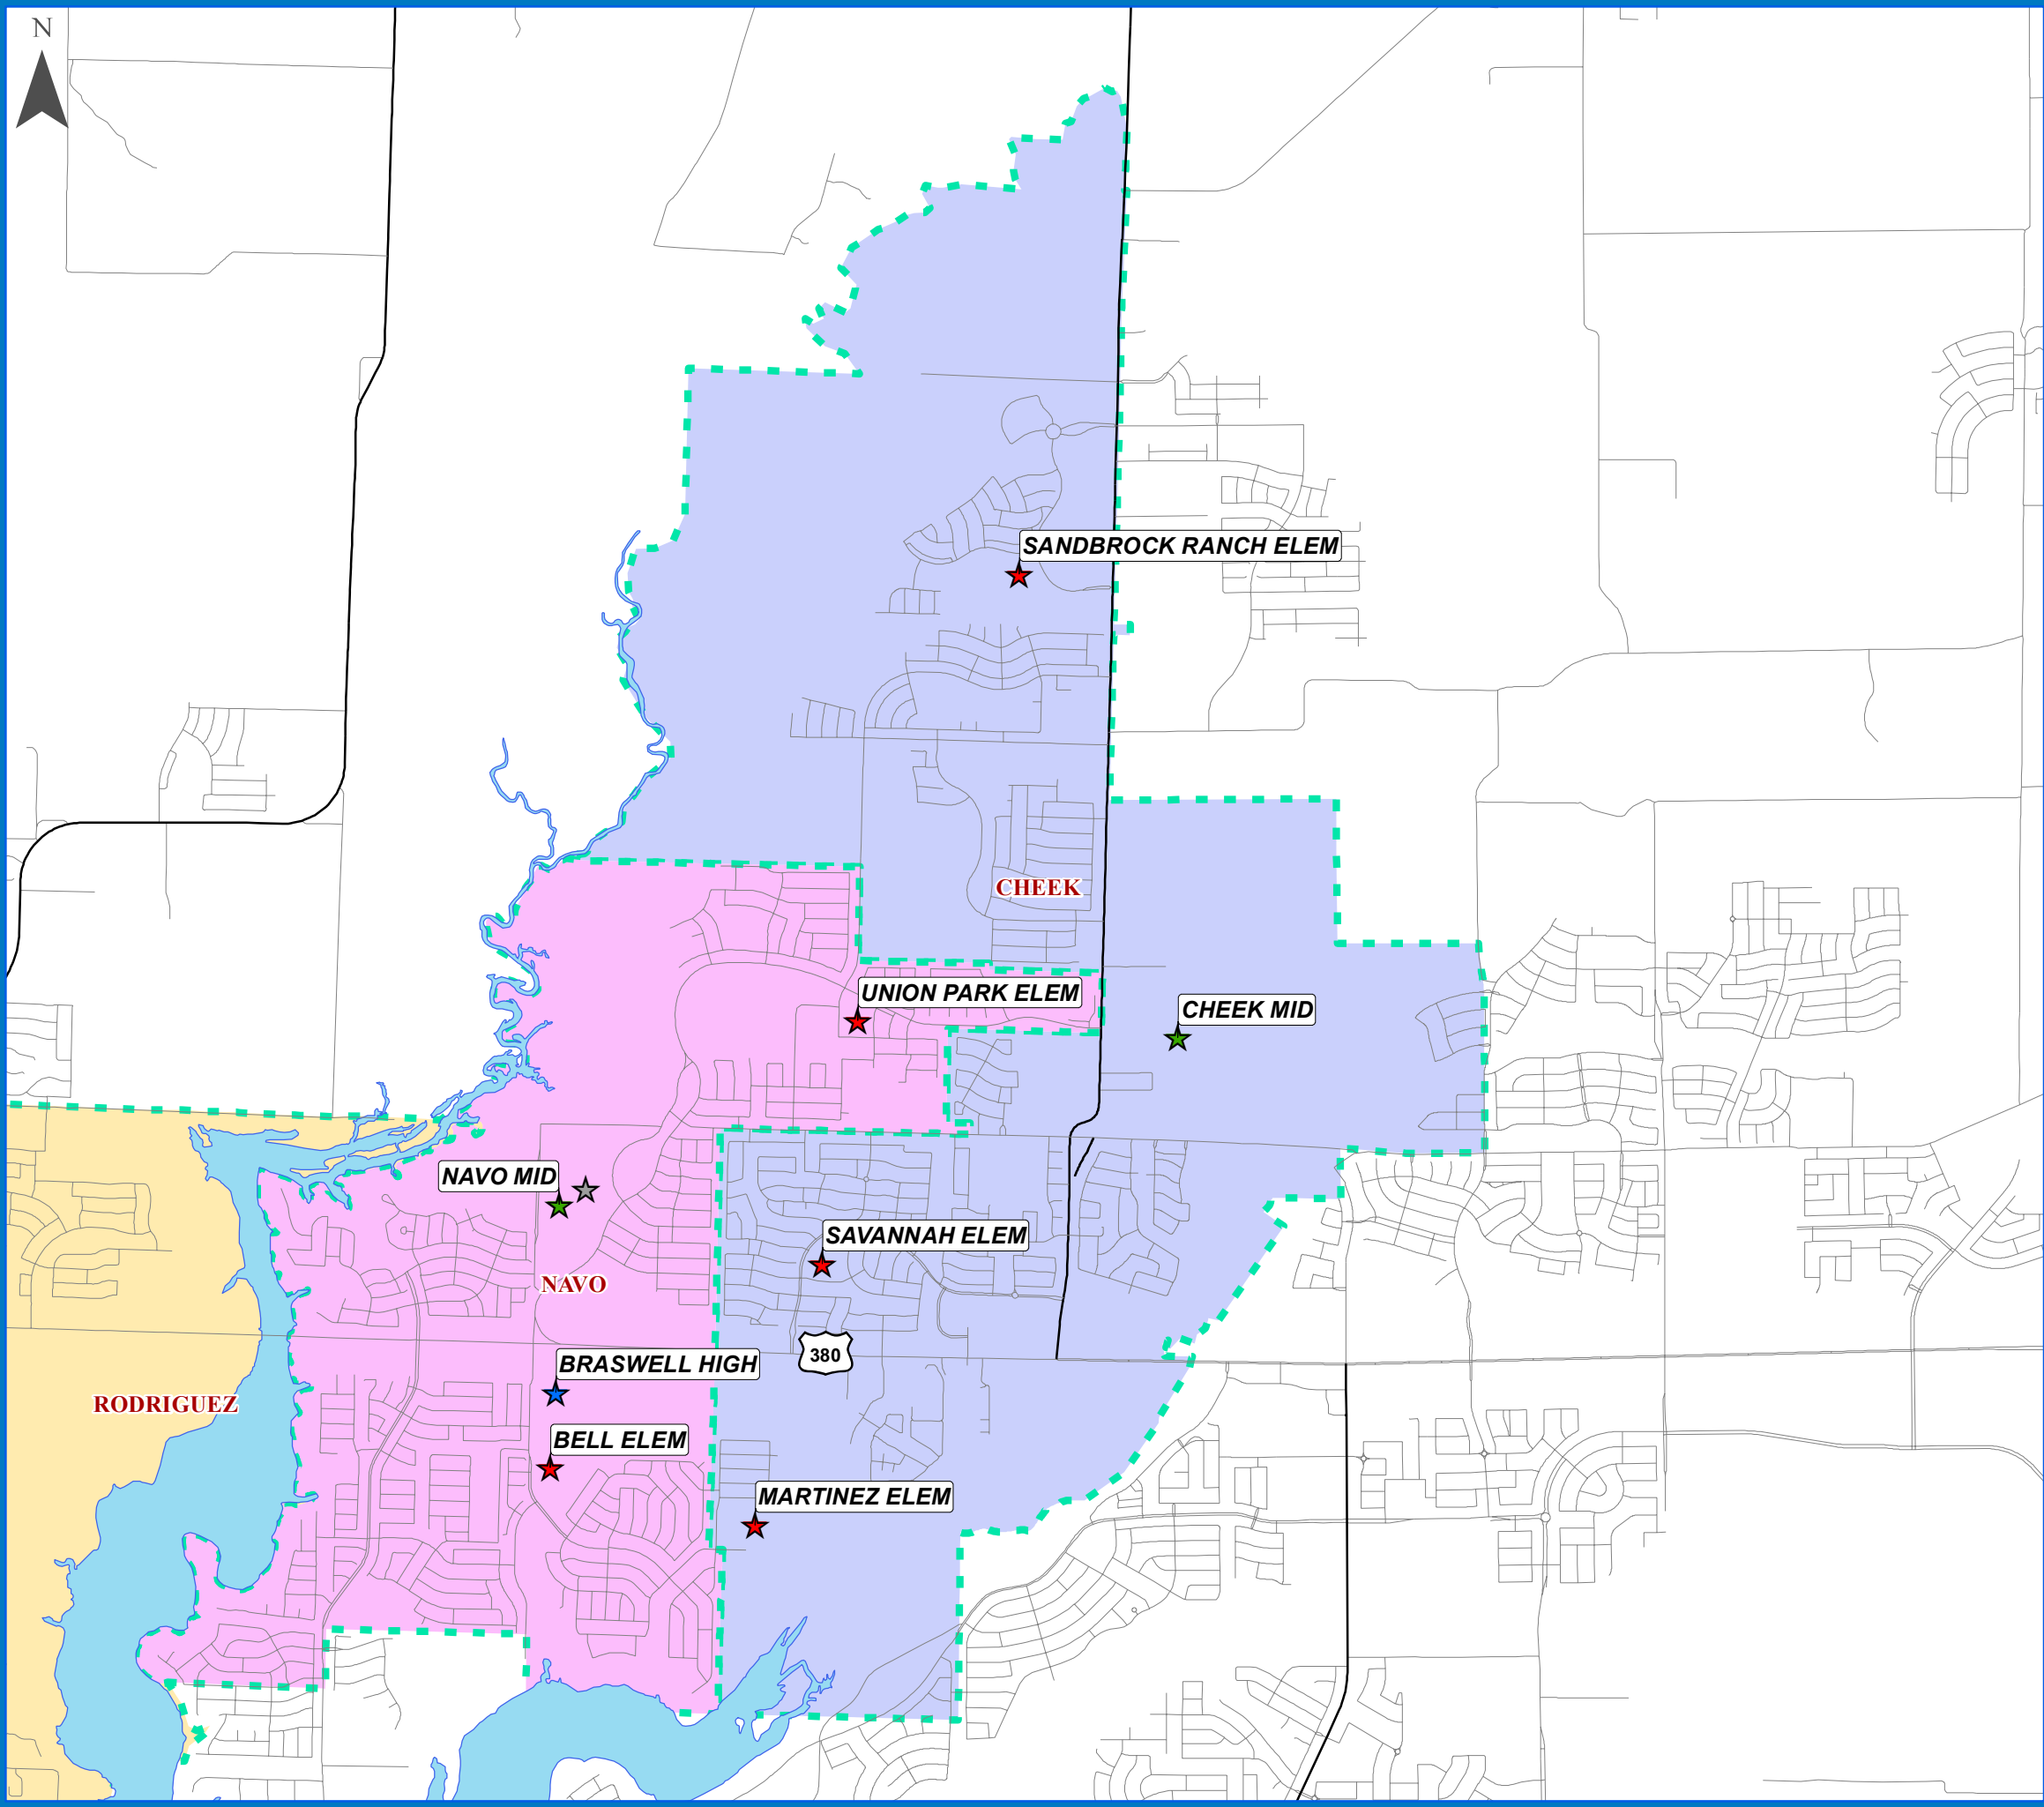 N
SANDBROCK RANCH ELEM
CHEEK
UNION PARK ELEM
CHEEK MID
NAVO MID
SAVANNAH ELEM
NAVO
380
BRASWELL HIGH
RODRIGUEZ
BELL ELEM
MARTINEZ ELEM